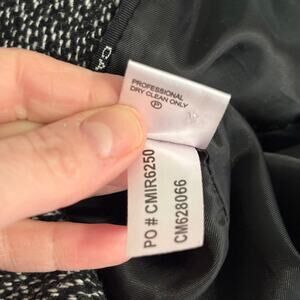 PROFESSIONAL
DRY CLEAN ONLY
P
PO # CMIR6250
CM628066